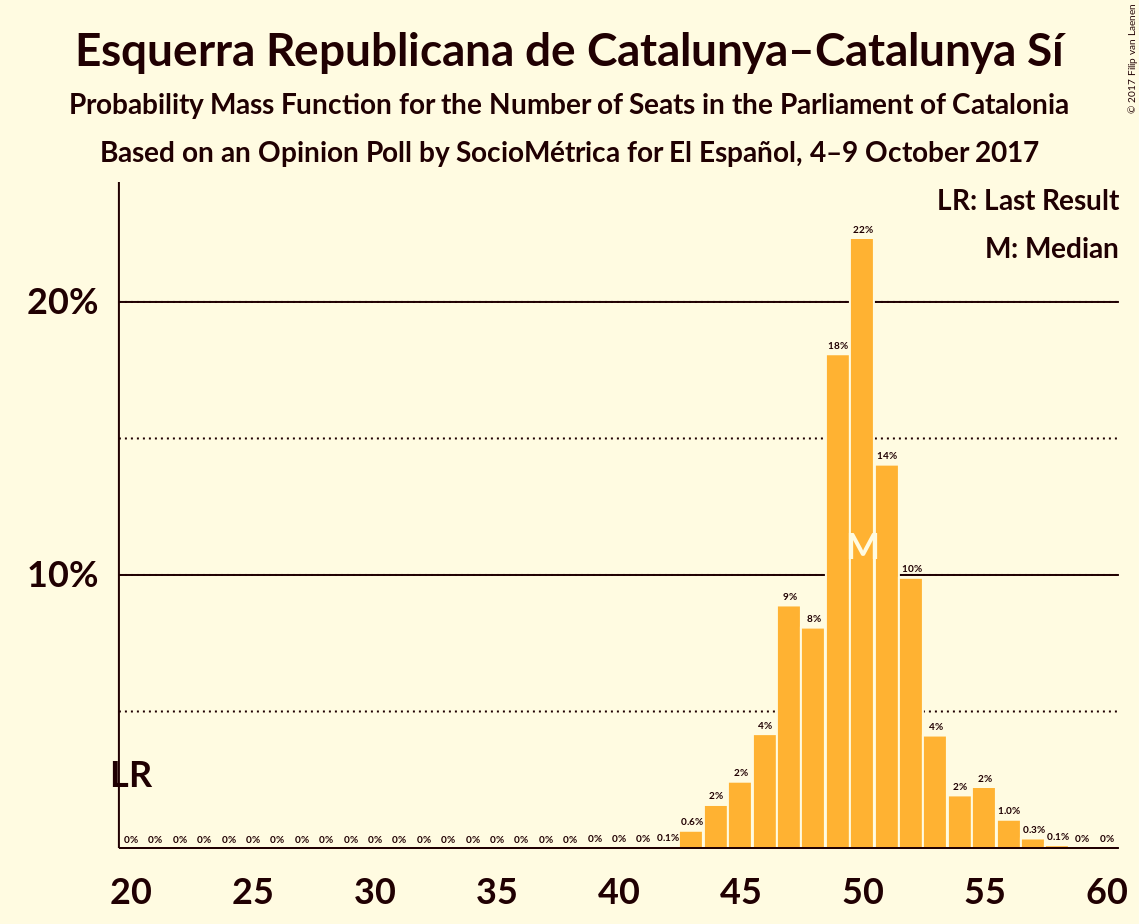 Esquerra Republicana de Catalunya–Catalunya Sí
Probability Mass Function for the Number of Seats in the Parliament of Catalonia
Based on an Opinion Poll by SocioMétrica for El Español, 4–9 October 2017
© 2017 Filip van Laenen
LR: Last Result
M: Median
20%
10%
LR
M
0% 0% 0% 0% 0% 0% 0% 0% 0% 0% 0% 0% 0% 0% 0% 0% 0% 0% 0% 0% 0% 0% 0.1% 0.6% 2% 2% 4% 9% 8% 18% 22% 14% 10% 4% 2% 2% 1.0% 0.3% 0.1% 0% 0%
20 25 30 35 40 45 50 55 60